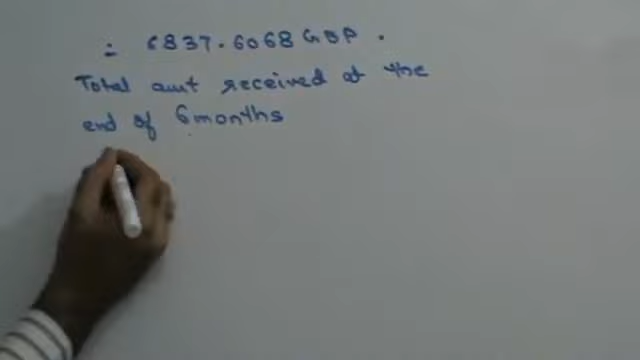 = 6837.6068 GBP.
Total amt received at the
end of 6 months